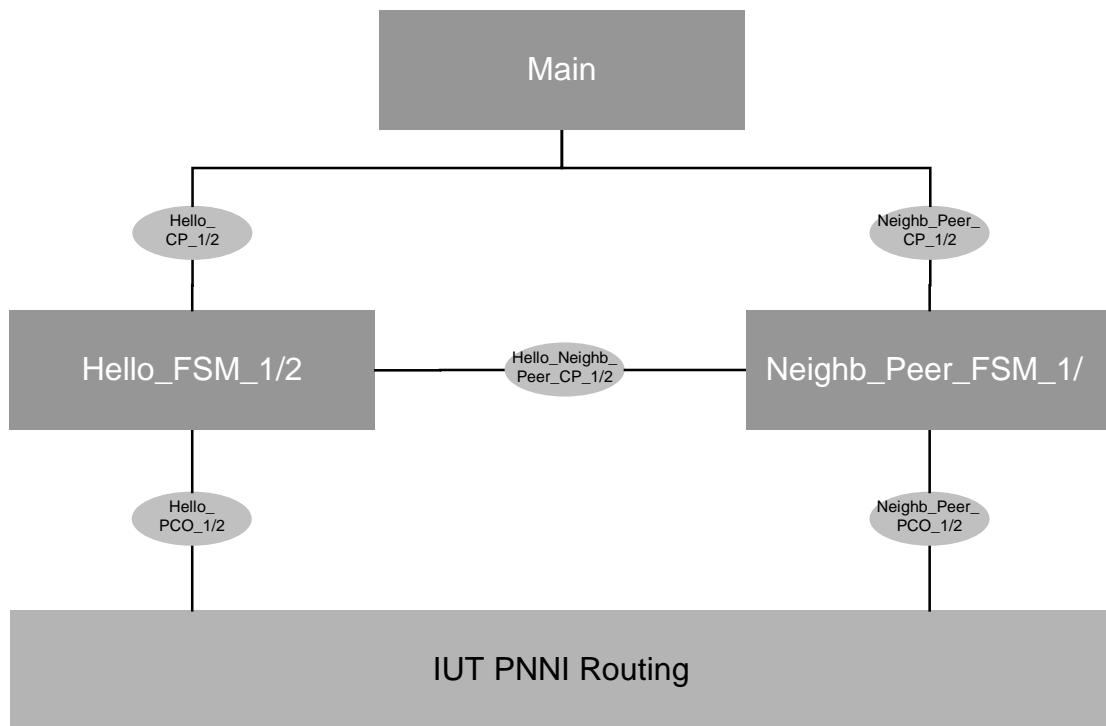 Main
Hello_
CP_1/2
Neighb_Peer_
CP_1/2
Hello_FSM_1/2
Hello_Neighb_
Peer_CP_1/2
Neighb_Peer_FSM_1/
Hello_
PCO_1/2
Neighb_Peer_
PCO_1/2
IUT PNNI Routing